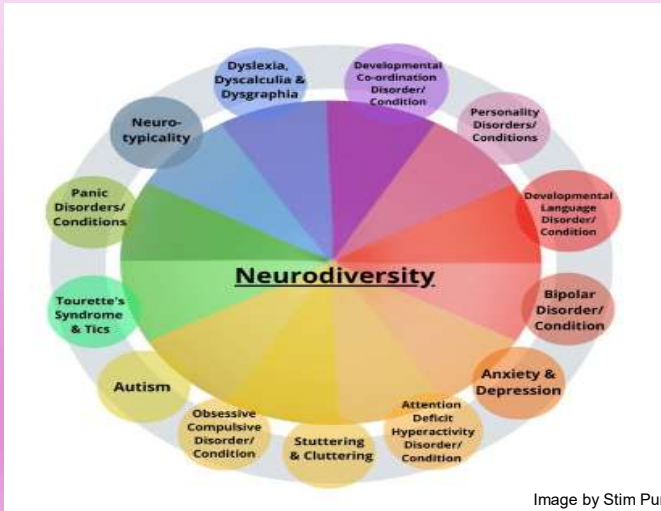 Dyslexia,
Dyscalculia &
Dysgraphia
Developmental
Co-ordination
Disorder/
Condition
Personality
Disorders/
Conditions
Developmental
Language
Disorder/
Condition
Bipolar
Disorder/
Condition
Anxiety &
Depression
Attention
Deficit
Hyperactivity
Disorder/
Condition
Stuttering
& Cluttering
Obsessive
Compulsive
Disorder/
Condition
Autism
Tourette's
Syndrome
& Tics
Panic
Disorders/
Conditions
Neuro-
typicality
Neurodiversity
Image by Stim